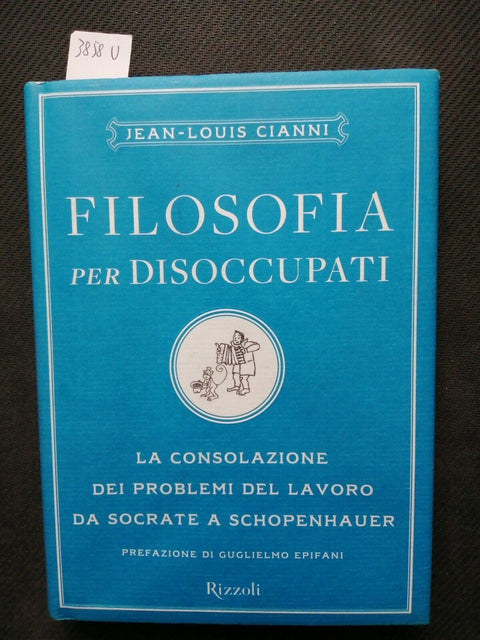 3858 U
JEAN-LOUIS CIANNI
FILOSOFIA
PER DISOCCUPATI
LA CONSOLAZIONE
DEI PROBLEMI DEL LAVORO
DA SOCRATE A SCHOPENHAUER
PREFAZIONE DI GUGLIELMO EPIFANI
Rizzoli